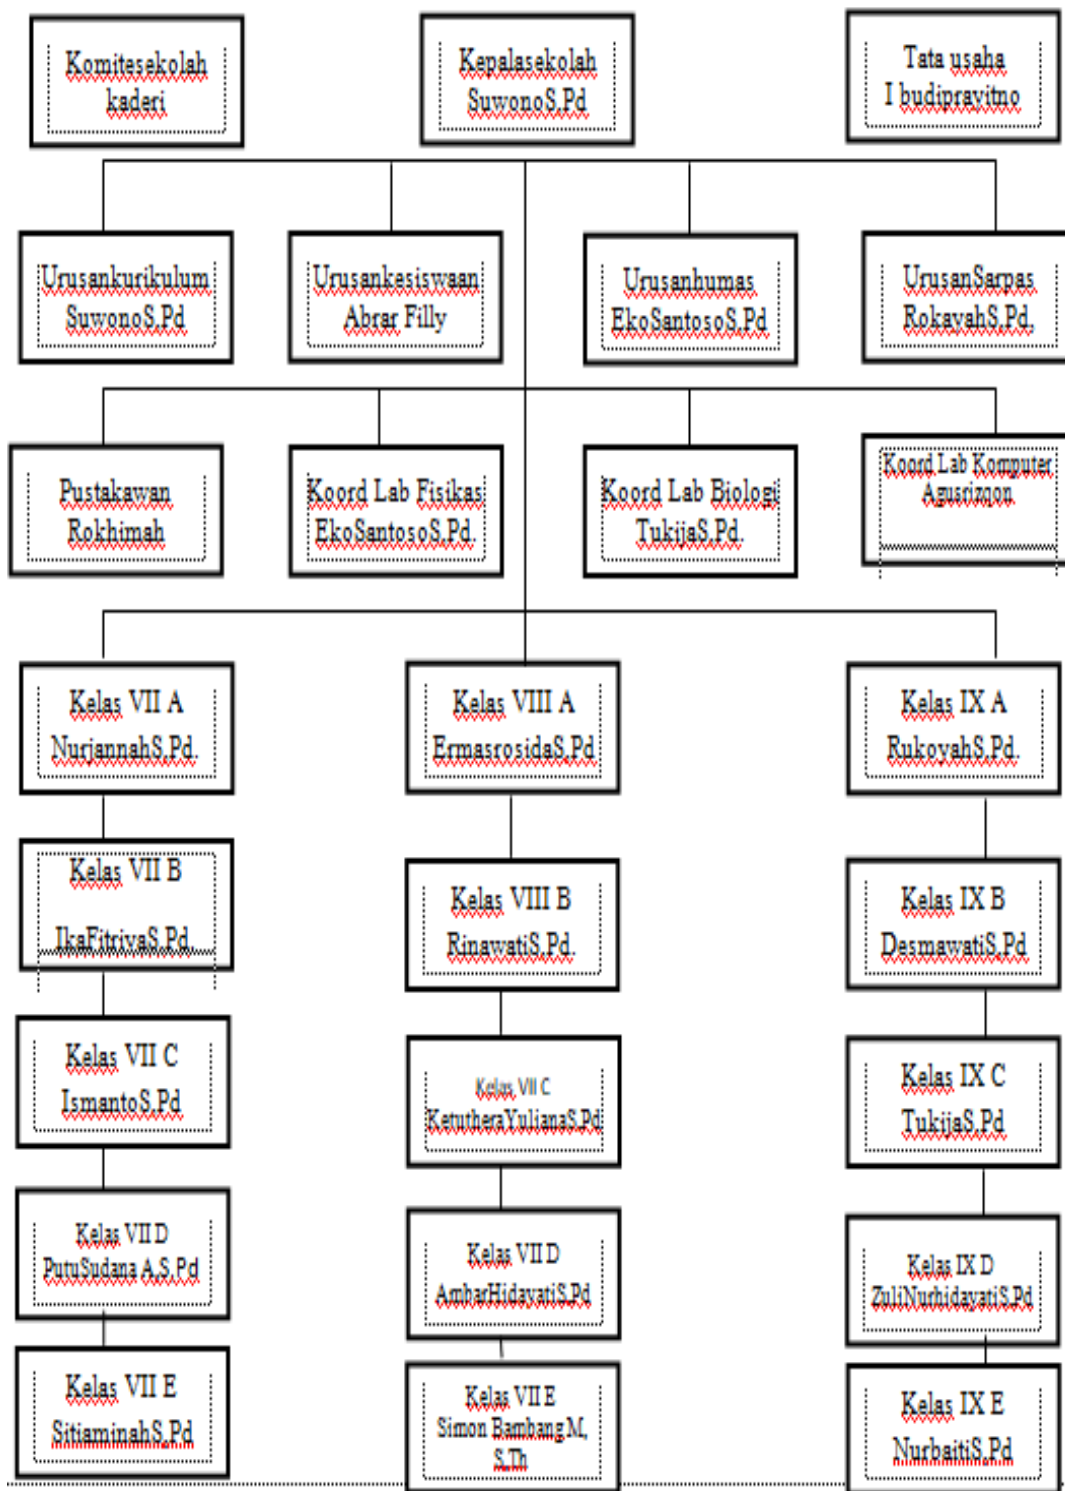 Komitesekolah
kaderi
Kepalasekolah
SuwonoS.Pd
Tata usaha
I budiprayitno
Urusankurikulum
SuwonoS.Pd
Urusankesiswaan
Abrar Filly
Urusanhumas
EkoSantosoS.Pd
UrusanSarpas
RokayahS.Pd.
Pustakawan
Rokhimah
Koord Lab Fisikas
EkoSantosoS.Pd.
Koord Lab Biologi
TukijaS.Pd.
Koord Lab Komputer
Agusrizqon
Kelas VII A
NurjannahS.Pd.
Kelas VIII A
ErmasrosidaS.Pd
Kelas IX A
RukoyahS.Pd.
Kelas VII B
IkaFitriyaS.Pd.
Kelas VIII B
RinawatiS.Pd.
Kelas IX B
DesmawatiS.Pd
Kelas VII C
IsmantoS.Pd
Kelas VII C
KetutheraYulianaS.Pd
Kelas IX C
TukijaS.Pd
Kelas VII D
PutuSudana A.S.Pd
Kelas VII D
AmbarHidayatiS.Pd
Kelas IX D
ZuliNurhidayatiS.Pd
Kelas VII E
SitiaminahS.Pd
Kelas VII E
Simon Bambang M,
S.Th
Kelas IX E
NurbaitiS.Pd